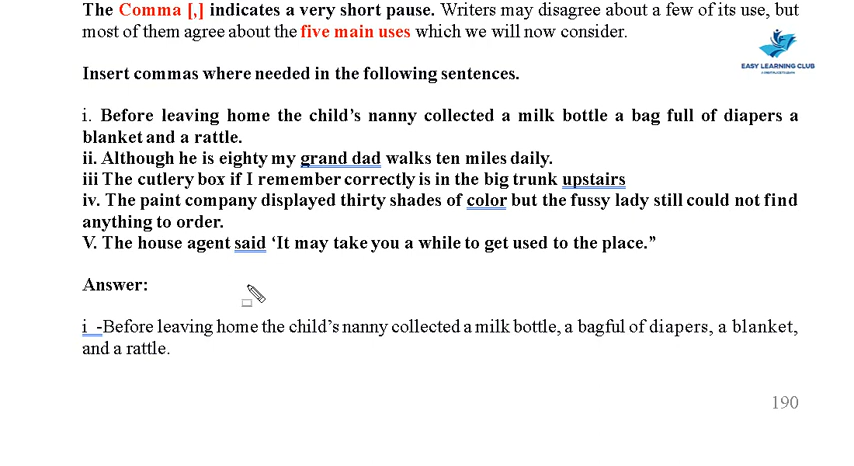 The Comma [,] indicates a very short pause. Writers may disagree about a few of its use, but
most of them agree about the five main uses which we will now consider.
EASY LEARNING CLUB
Insert commas where needed in the following sentences.
i. Before leaving home the child’s nanny collected a milk bottle a bag full of diapers a
blanket and a rattle.
ii. Although he is eighty my grand dad walks ten miles daily.
iii The cutlery box if I remember correctly is in the big trunk upstairs
iv. The paint company displayed thirty shades of color but the fussy lady still could not find
anything to order.
V. The house agent said ‘It may take you a while to get used to the place.”
Answer:
i -Before leaving home the child’s nanny collected a milk bottle, a bagful of diapers, a blanket,
and a rattle.
190